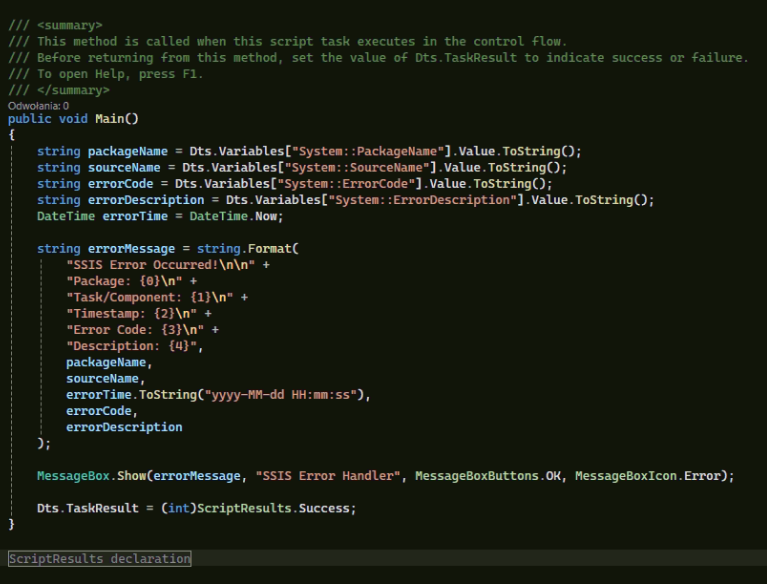 /// <summary>
/// This method is called when this script task executes in the control flow.
/// Before returning from this method, set the value of Dts.TaskResult to indicate success or failure.
/// To open Help, press F1.
/// </summary>
Odwołania: 0
public void Main()
{
    string packageName = Dts.Variables["System::PackageName"].Value.ToString();
    string sourceName = Dts.Variables["System::SourceName"].Value.ToString();
    string errorCode = Dts.Variables["System::ErrorCode"].Value.ToString();
    string errorDescription = Dts.Variables["System::ErrorDescription"].Value.ToString();
    DateTime errorTime = DateTime.Now;

    string errorMessage = string.Format(
        "SSIS Error Occurred!\n\n" +
        "Package: {0}\n" +
        "Task/Component: {1}\n" +
        "Timestamp: {2}\n" +
        "Error Code: {3}\n" +
        "Description: {4}",
        packageName,
        sourceName,
        errorTime.ToString("yyyy-MM-dd HH:mm:ss"),
        errorCode,
        errorDescription
    );

    MessageBox.Show(errorMessage, "SSIS Error Handler", MessageBoxButtons.OK, MessageBoxIcon.Error);

    Dts.TaskResult = (int)ScriptResults.Success;
}

ScriptResults declaration